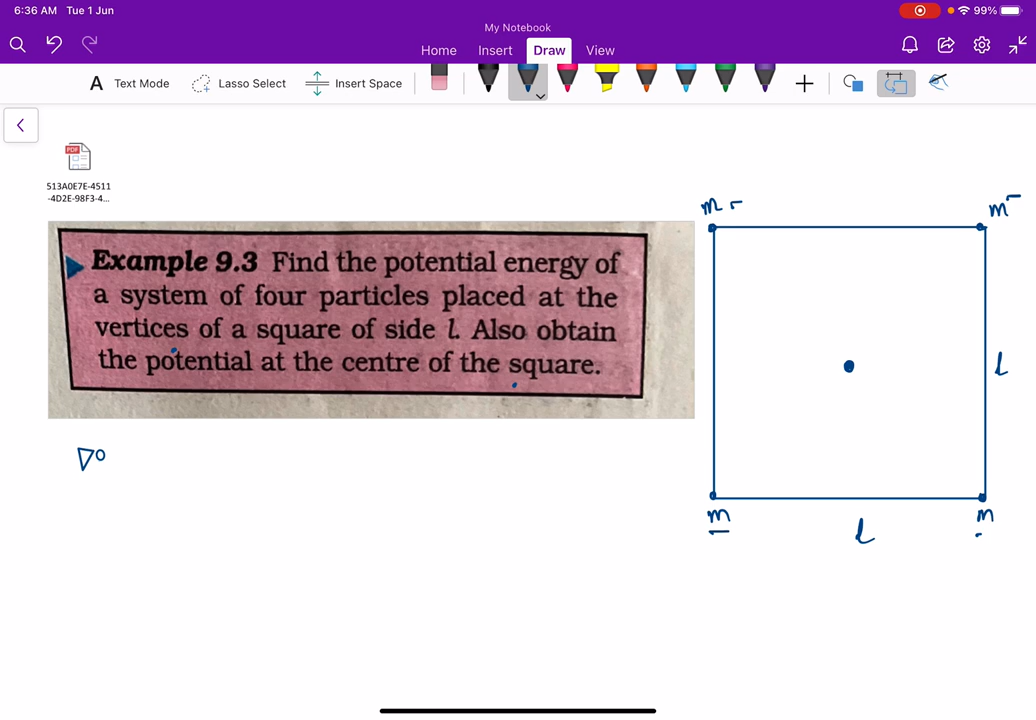 6:36 AM Tue 1 Jun
99%
My Notebook
Home Insert Draw View
A Text Mode Lasso Select Insert Space
PDF
513A0E7E-4511
-4D2E-98F3-4...
Example 9.3 Find the potential energy of
a system of four particles placed at the
vertices of a square of side l. Also obtain
the potential at the centre of the square.
m
m
l
m
m
l